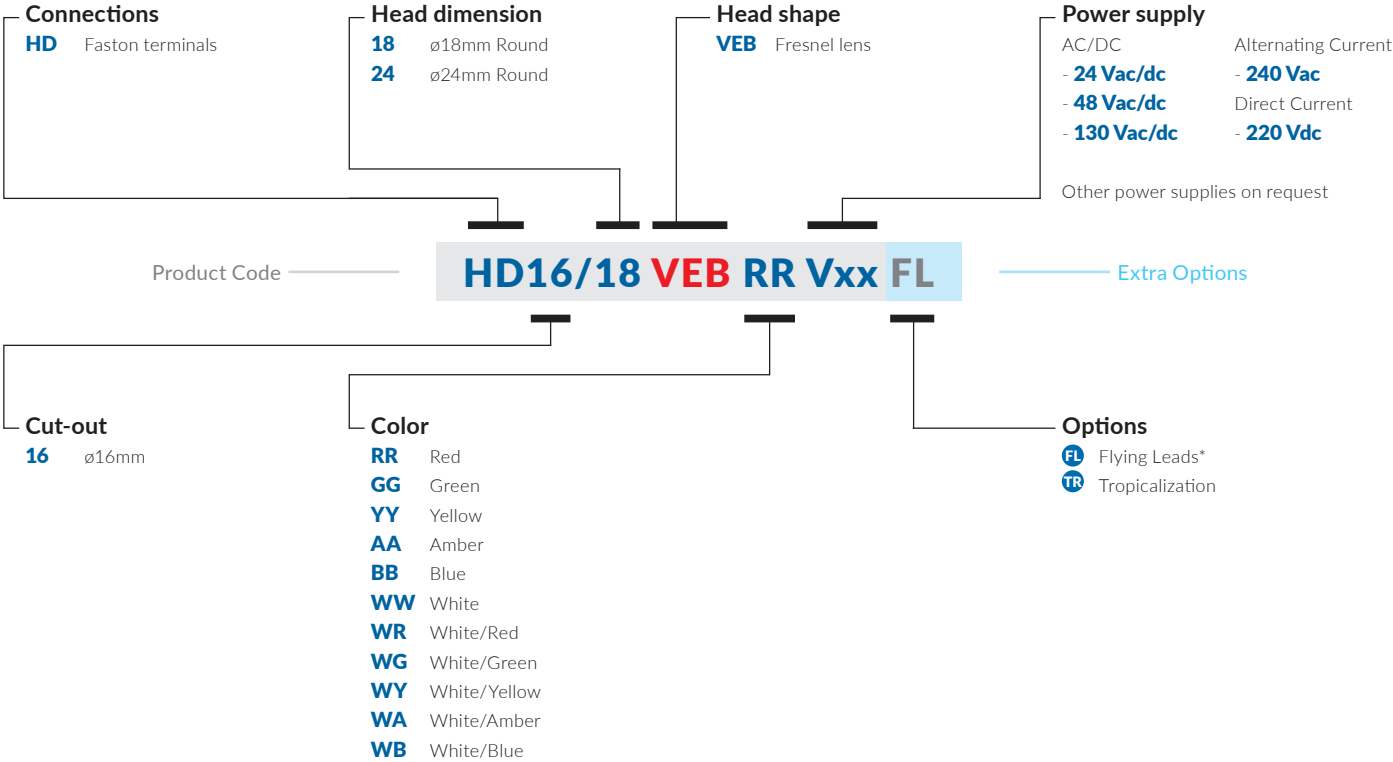 Connections
HD Faston terminals
Head dimension
18 ø18mm Round
24 ø24mm Round
Head shape
VEB Fresnel lens
Power supply
AC/DC
- 24 Vac/dc
- 48 Vac/dc
- 130 Vac/dc
Alternating Current
- 240 Vac
Direct Current
- 220 Vdc
Other power supplies on request
Product Code
HD16/18 VEB RR Vxx FL
Extra Options
Cut-out
16 ø16mm
Color
RR Red
GG Green
YY Yellow
AA Amber
BB Blue
WW White
WR White/Red
WG White/Green
WY White/Yellow
WA White/Amber
WB White/Blue
Options
FL Flying Leads*
TR Tropicalization